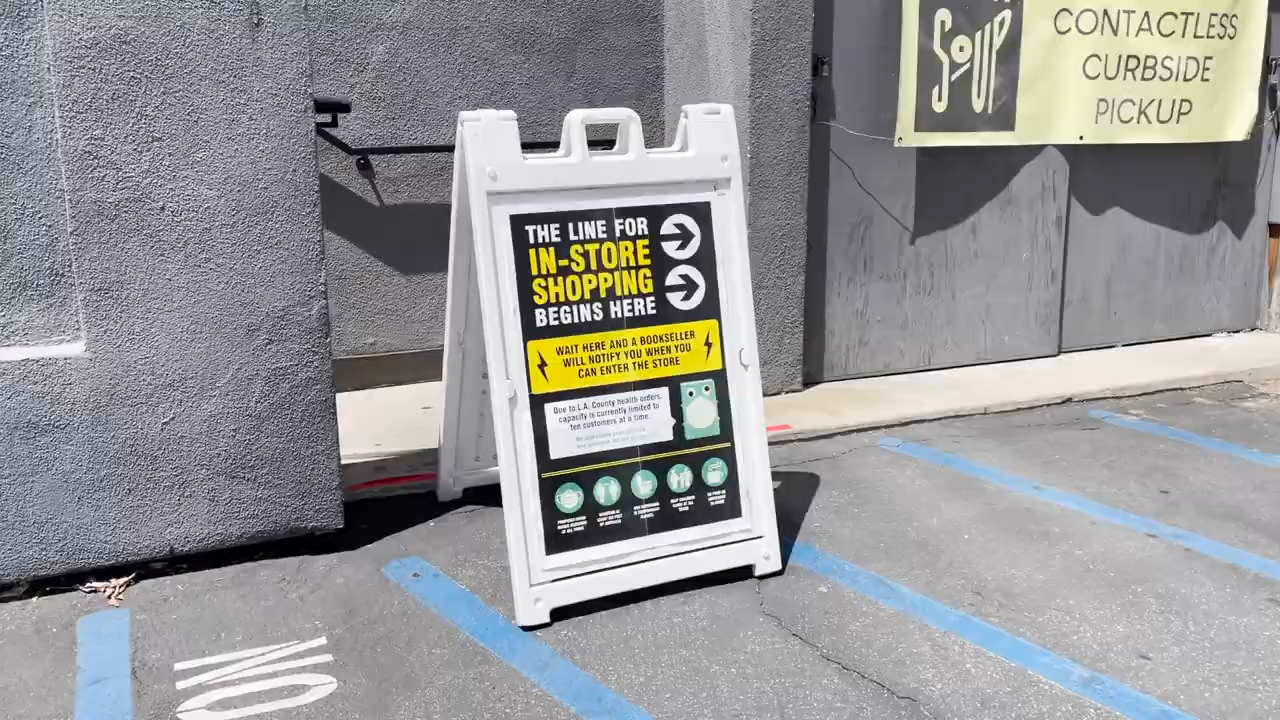 THE LINE FOR
IN-STORE
SHOPPING
BEGINS HERE
WAIT HERE AND A BOOKSELLER
WILL NOTIFY YOU WHEN YOU
CAN ENTER THE STORE
Due to L.A. County health orders,
capacity is currently limited to
ten customers at a time.
SOUP
CONTACTLESS
CURBSIDE
PICKUP
NO